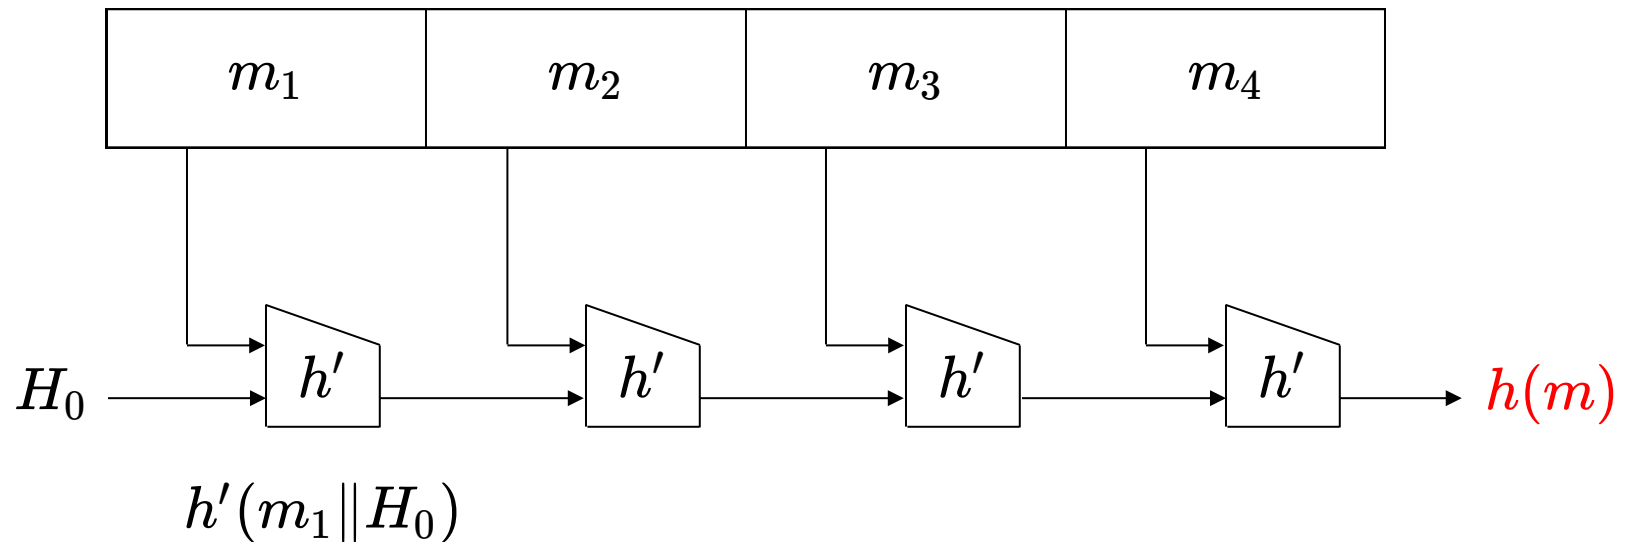 m₁ m₂ m₃ m₄
H₀ h′ h′ h′ h′ h(m)
h′(m₁‖H₀)